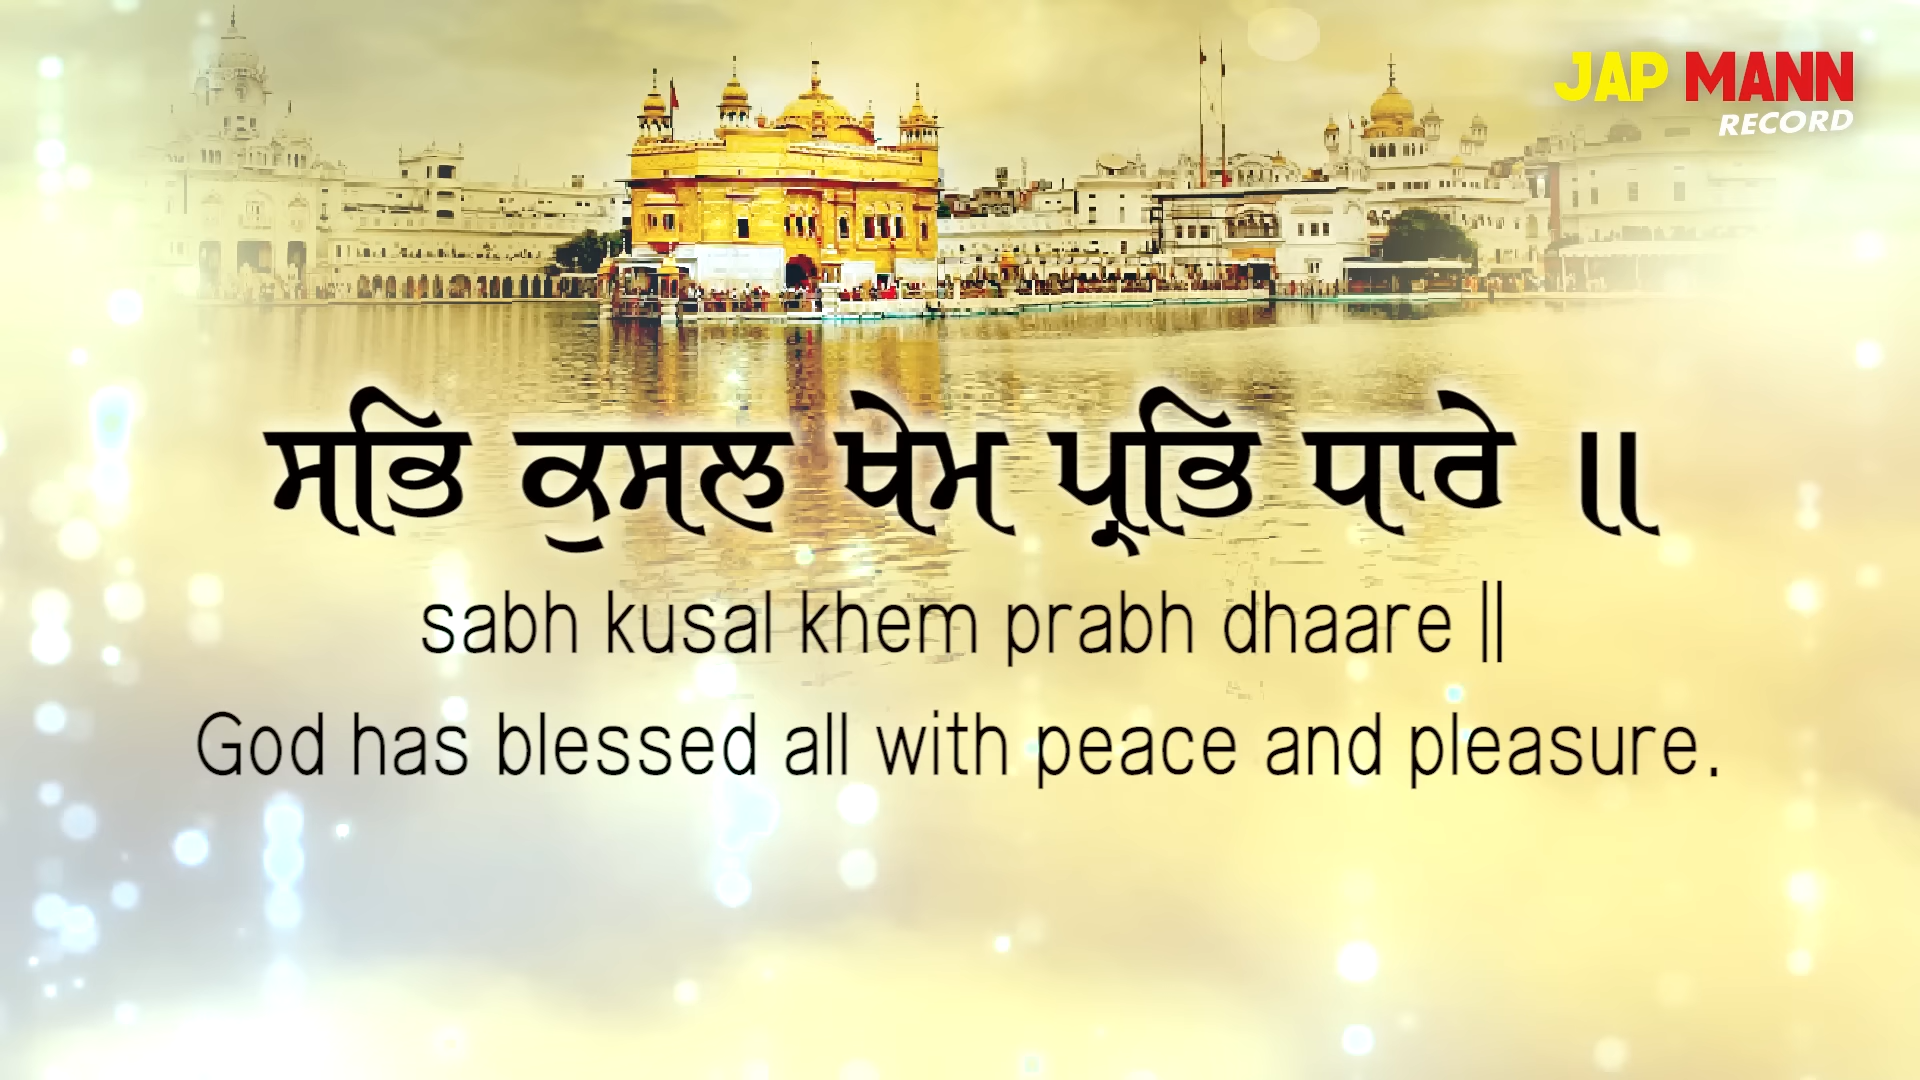 JAP MANN
RECORD
ਸਭਿ ਕੁਸਲ ਖੇਮ ਪ੍ਰਭਿ ਧਾਰੇ ॥
sabh kusal khem prabh dhaare ||
God has blessed all with peace and pleasure.